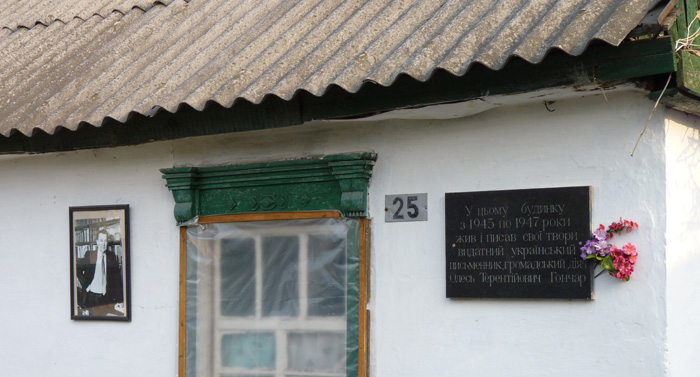 25
У цьому будинку
з 1945 по 1947 роки
жив і писав свої твори
видатний український
письменник, громадський діяч
Олесь Терентійович Гончар